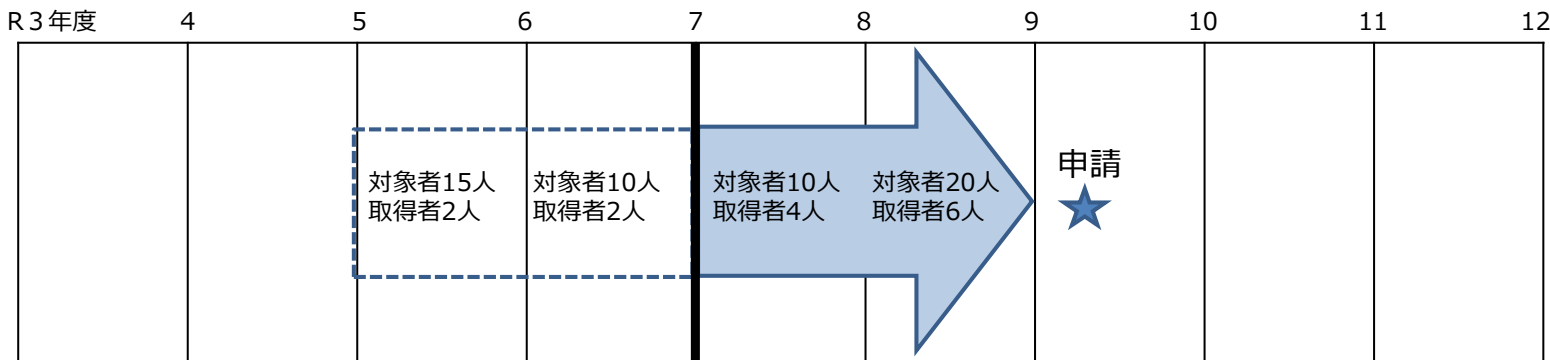 R３年度 4 5 6 7 8 9 10 11 12
対象者15人
取得者2人
対象者10人
取得者2人
対象者10人
取得者4人
対象者20人
取得者6人
申請